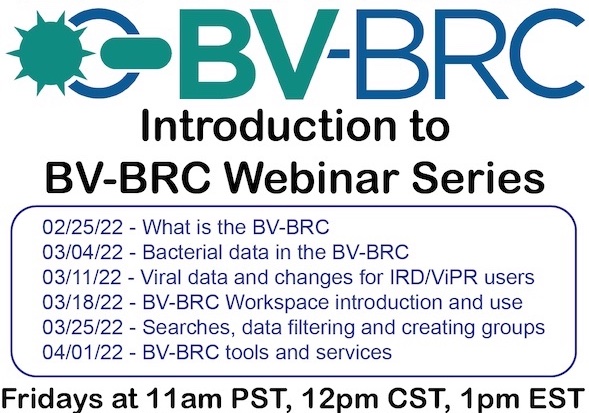 BV-BRC
Introduction to
BV-BRC Webinar Series
02/25/22 - What is the BV-BRC
03/04/22 - Bacterial data in the BV-BRC
03/11/22 - Viral data and changes for IRD/ViPR users
03/18/22 - BV-BRC Workspace introduction and use
03/25/22 - Searches, data filtering and creating groups
04/01/22 - BV-BRC tools and services
Fridays at 11am PST, 12pm CST, 1pm EST